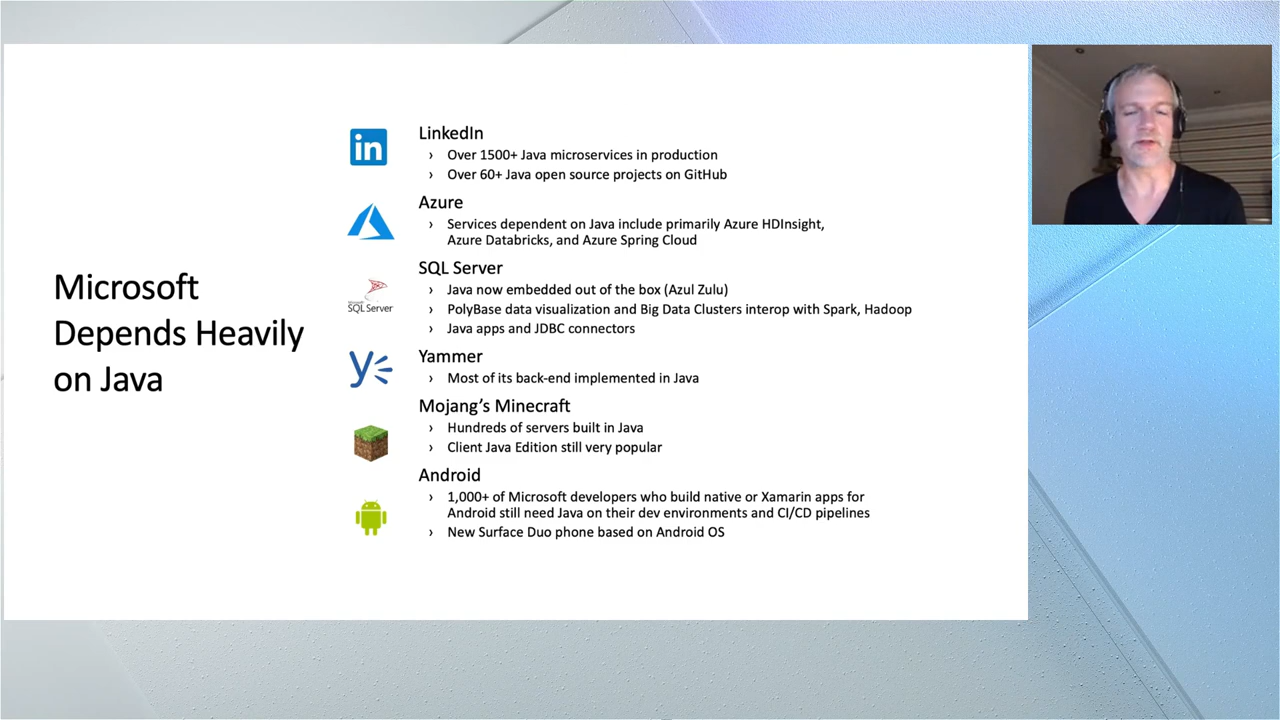 Microsoft
Depends Heavily
on Java
in
LinkedIn
› Over 1500+ Java microservices in production
› Over 60+ Java open source projects on GitHub
Azure
› Services dependent on Java include primarily Azure HDInsight,
Azure Databricks, and Azure Spring Cloud
SQL Server
SQL Server
› Java now embedded out of the box (Azul Zulu)
› PolyBase data visualization and Big Data Clusters interop with Spark, Hadoop
› Java apps and JDBC connectors
Yammer
› Most of its back-end implemented in Java
Mojang’s Minecraft
› Hundreds of servers built in Java
› Client Java Edition still very popular
Android
› 1,000+ of Microsoft developers who build native or Xamarin apps for
Android still need Java on their dev environments and CI/CD pipelines
› New Surface Duo phone based on Android OS